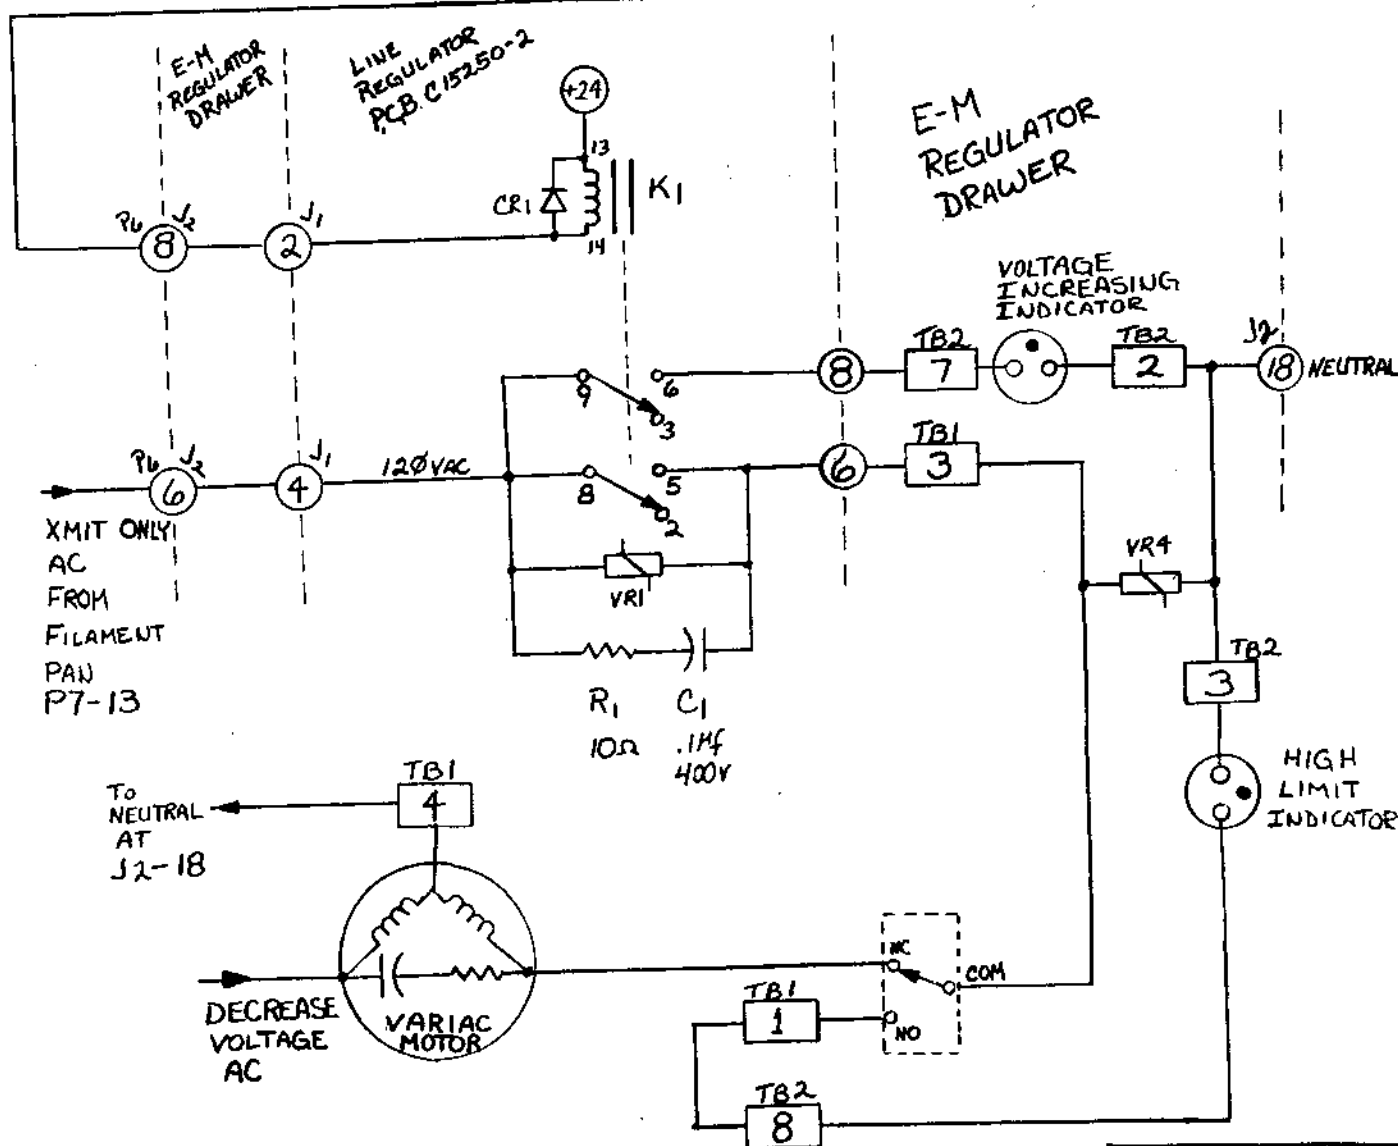 E-M
REGULATOR
DRAWER
LINE
REGULATOR
P.C.B. C15250-2
+24
13
CR1
K1
14
P6
J2
8
J1
2
E-M
REGULATOR
DRAWER
VOLTAGE
INCREASING
INDICATOR
9
6
3
8
TB2
7
TB2
2
J2
18
NEUTRAL
P6
J2
6
J1
4
120VAC
8
5
2
6
TB1
3
XMIT ONLY
AC
FROM
FILAMENT
PAN
P7-13
VR1
R1
10Ω
C1
.1Mf
400V
VR4
TB2
3
HIGH
LIMIT
INDICATOR
TO
NEUTRAL
AT
J2-18
TB1
4
DECREASE
VOLTAGE
AC
VARIAC
MOTOR
NC
COM
NO
TB1
1
TB2
8